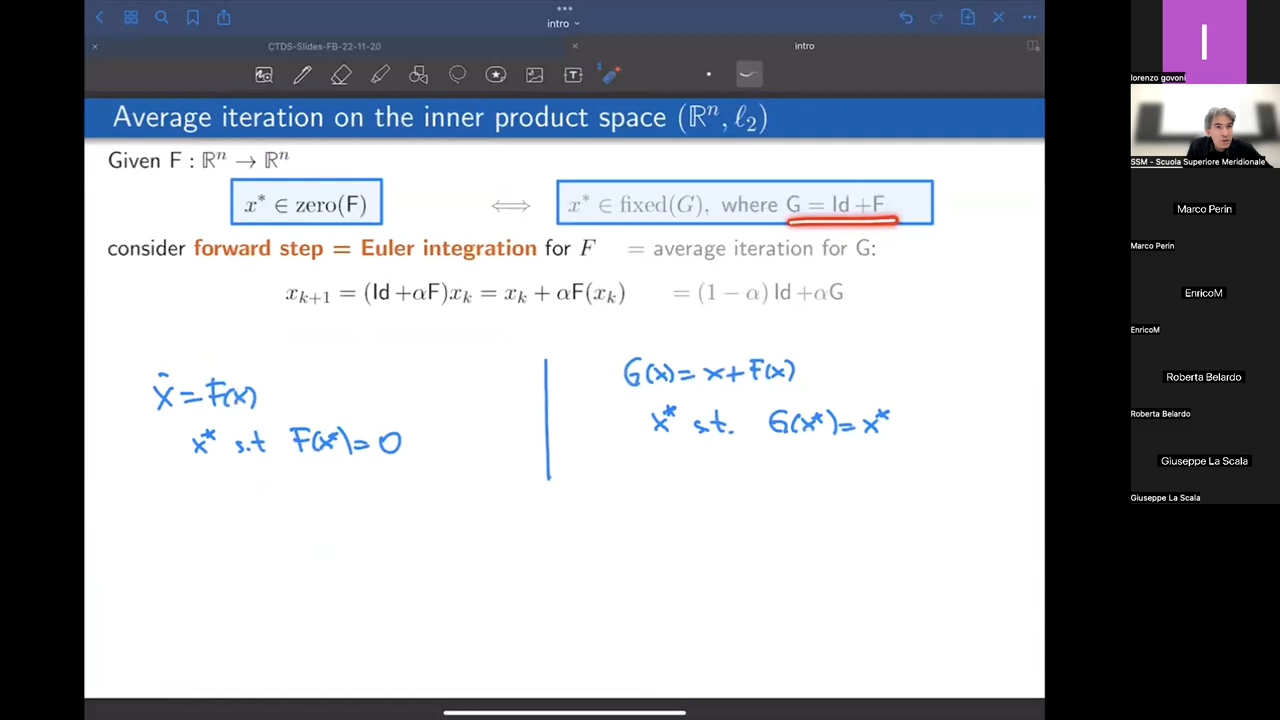 intro
CTDS-Slides-FB-22-11-20
intro
Average iteration on the inner product space (ℝⁿ, ℓ₂)
Given F : ℝⁿ → ℝⁿ
x* ∈ zero(F) ⟺ x* ∈ fixed(G), where G = Id +F
consider forward step = Euler integration for F = average iteration for G:
xₖ₊₁ = (Id +αF)xₖ = xₖ + αF(xₖ) = (1 − α) Id +αG
ẋ = F(x)
x* s.t F(x*) = 0
G(x) = x + F(x)
x* s.t. G(x*) = x*
I
lorenzo govoni
SSM - Scuola Superiore Meridionale
Marco Perin
Marco Perin
EnricoM
EnricoM
Roberta Belardo
Roberta Belardo
Giuseppe La Scala
Giuseppe La Scala